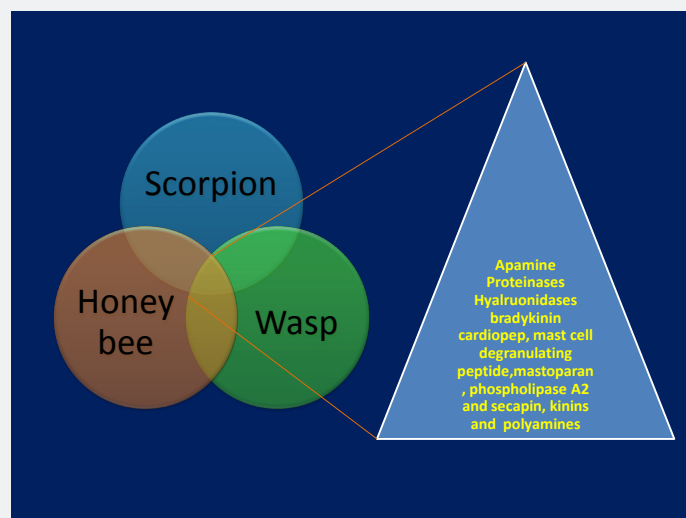 Scorpion
Honey
bee
Wasp
Apamine
Proteinases
Hyalruonidases
bradykinin
cardiopep, mast cell
degranulating
peptide,mastoparan
, phospholipase A2
and secapin, kinins
and polyamines